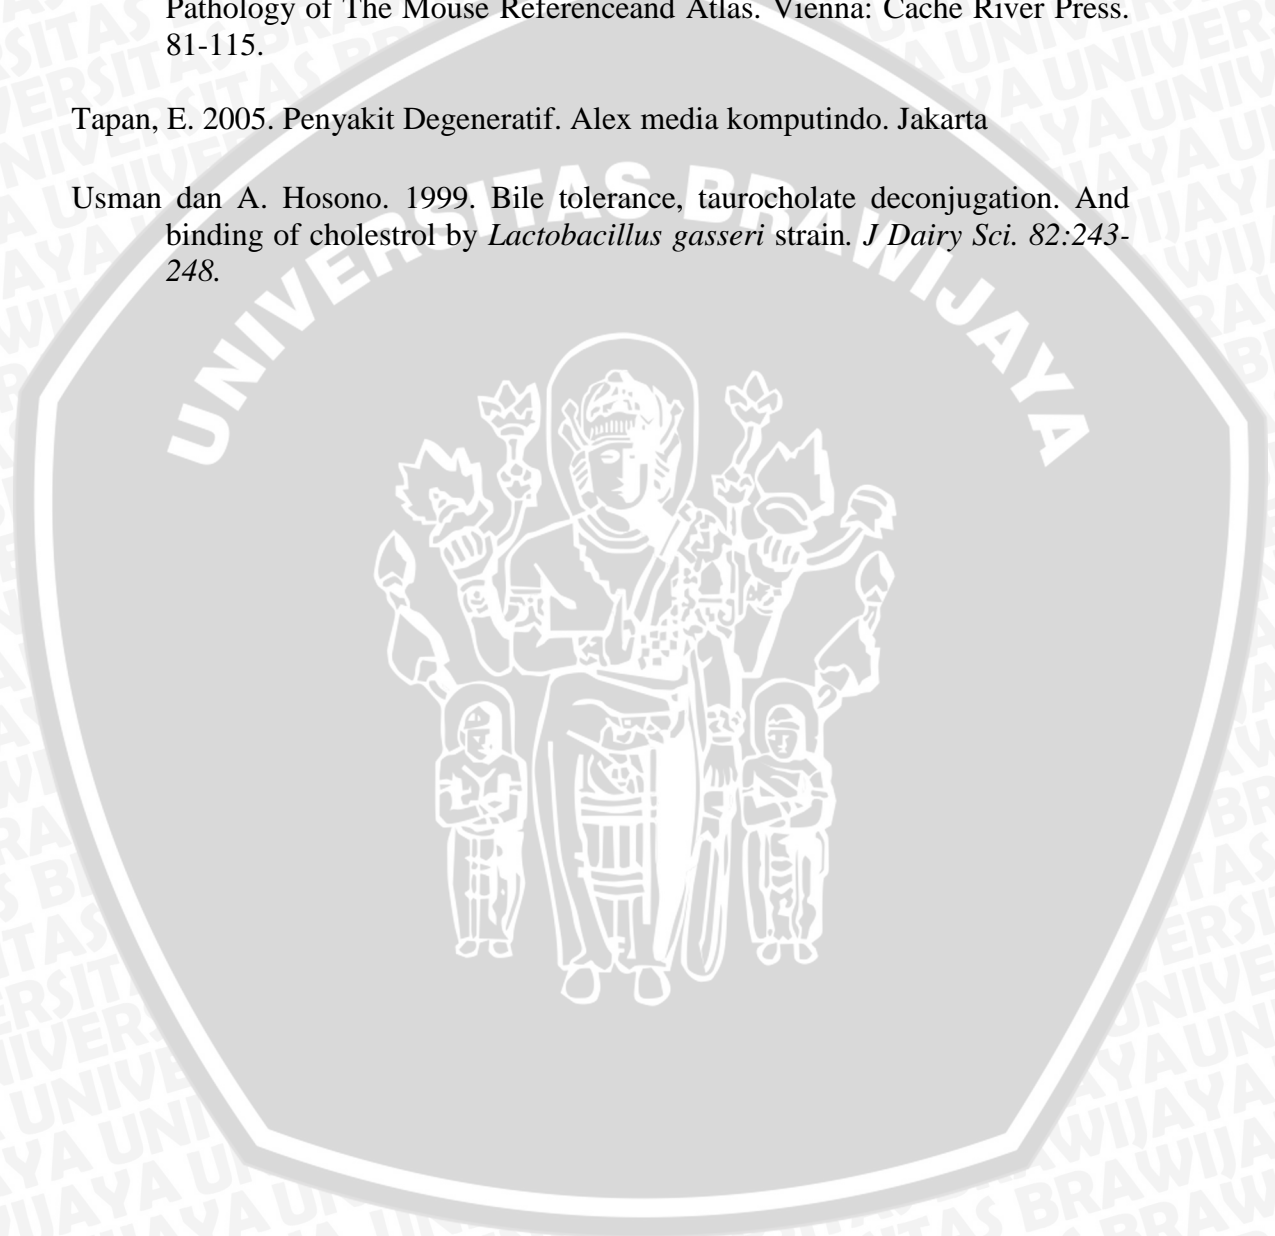 Pathology of The Mouse Referenceand Atlas. Vienna: Cache River Press.
81-115.
Tapan, E. 2005. Penyakit Degeneratif. Alex media komputindo. Jakarta
Usman dan A. Hosono. 1999. Bile tolerance, taurocholate deconjugation. And
binding of cholestrol by Lactobacillus gasseri strain. J Dairy Sci. 82:243-
248.
UNIVERSITAS BRAWIJAYA